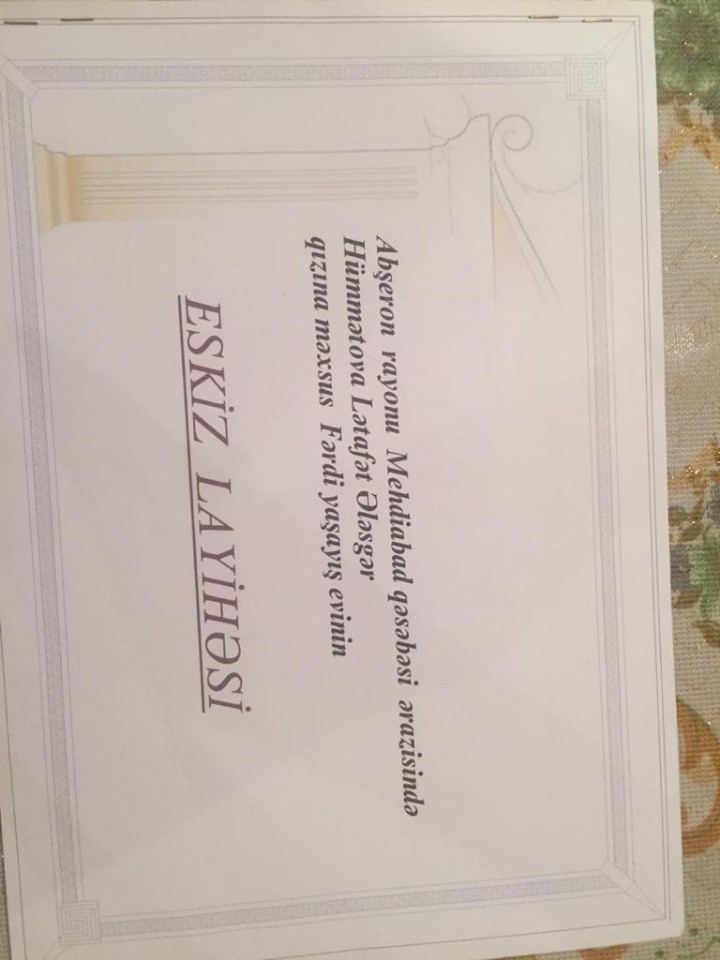 Abşeron rayonu Mehdiabad qəsəbəsi ərazisində
Hümmətova Lətafət Ələsgər
qızına məxsus Fərdi yaşayış evinin
ESKİZ LAYİHƏSİ